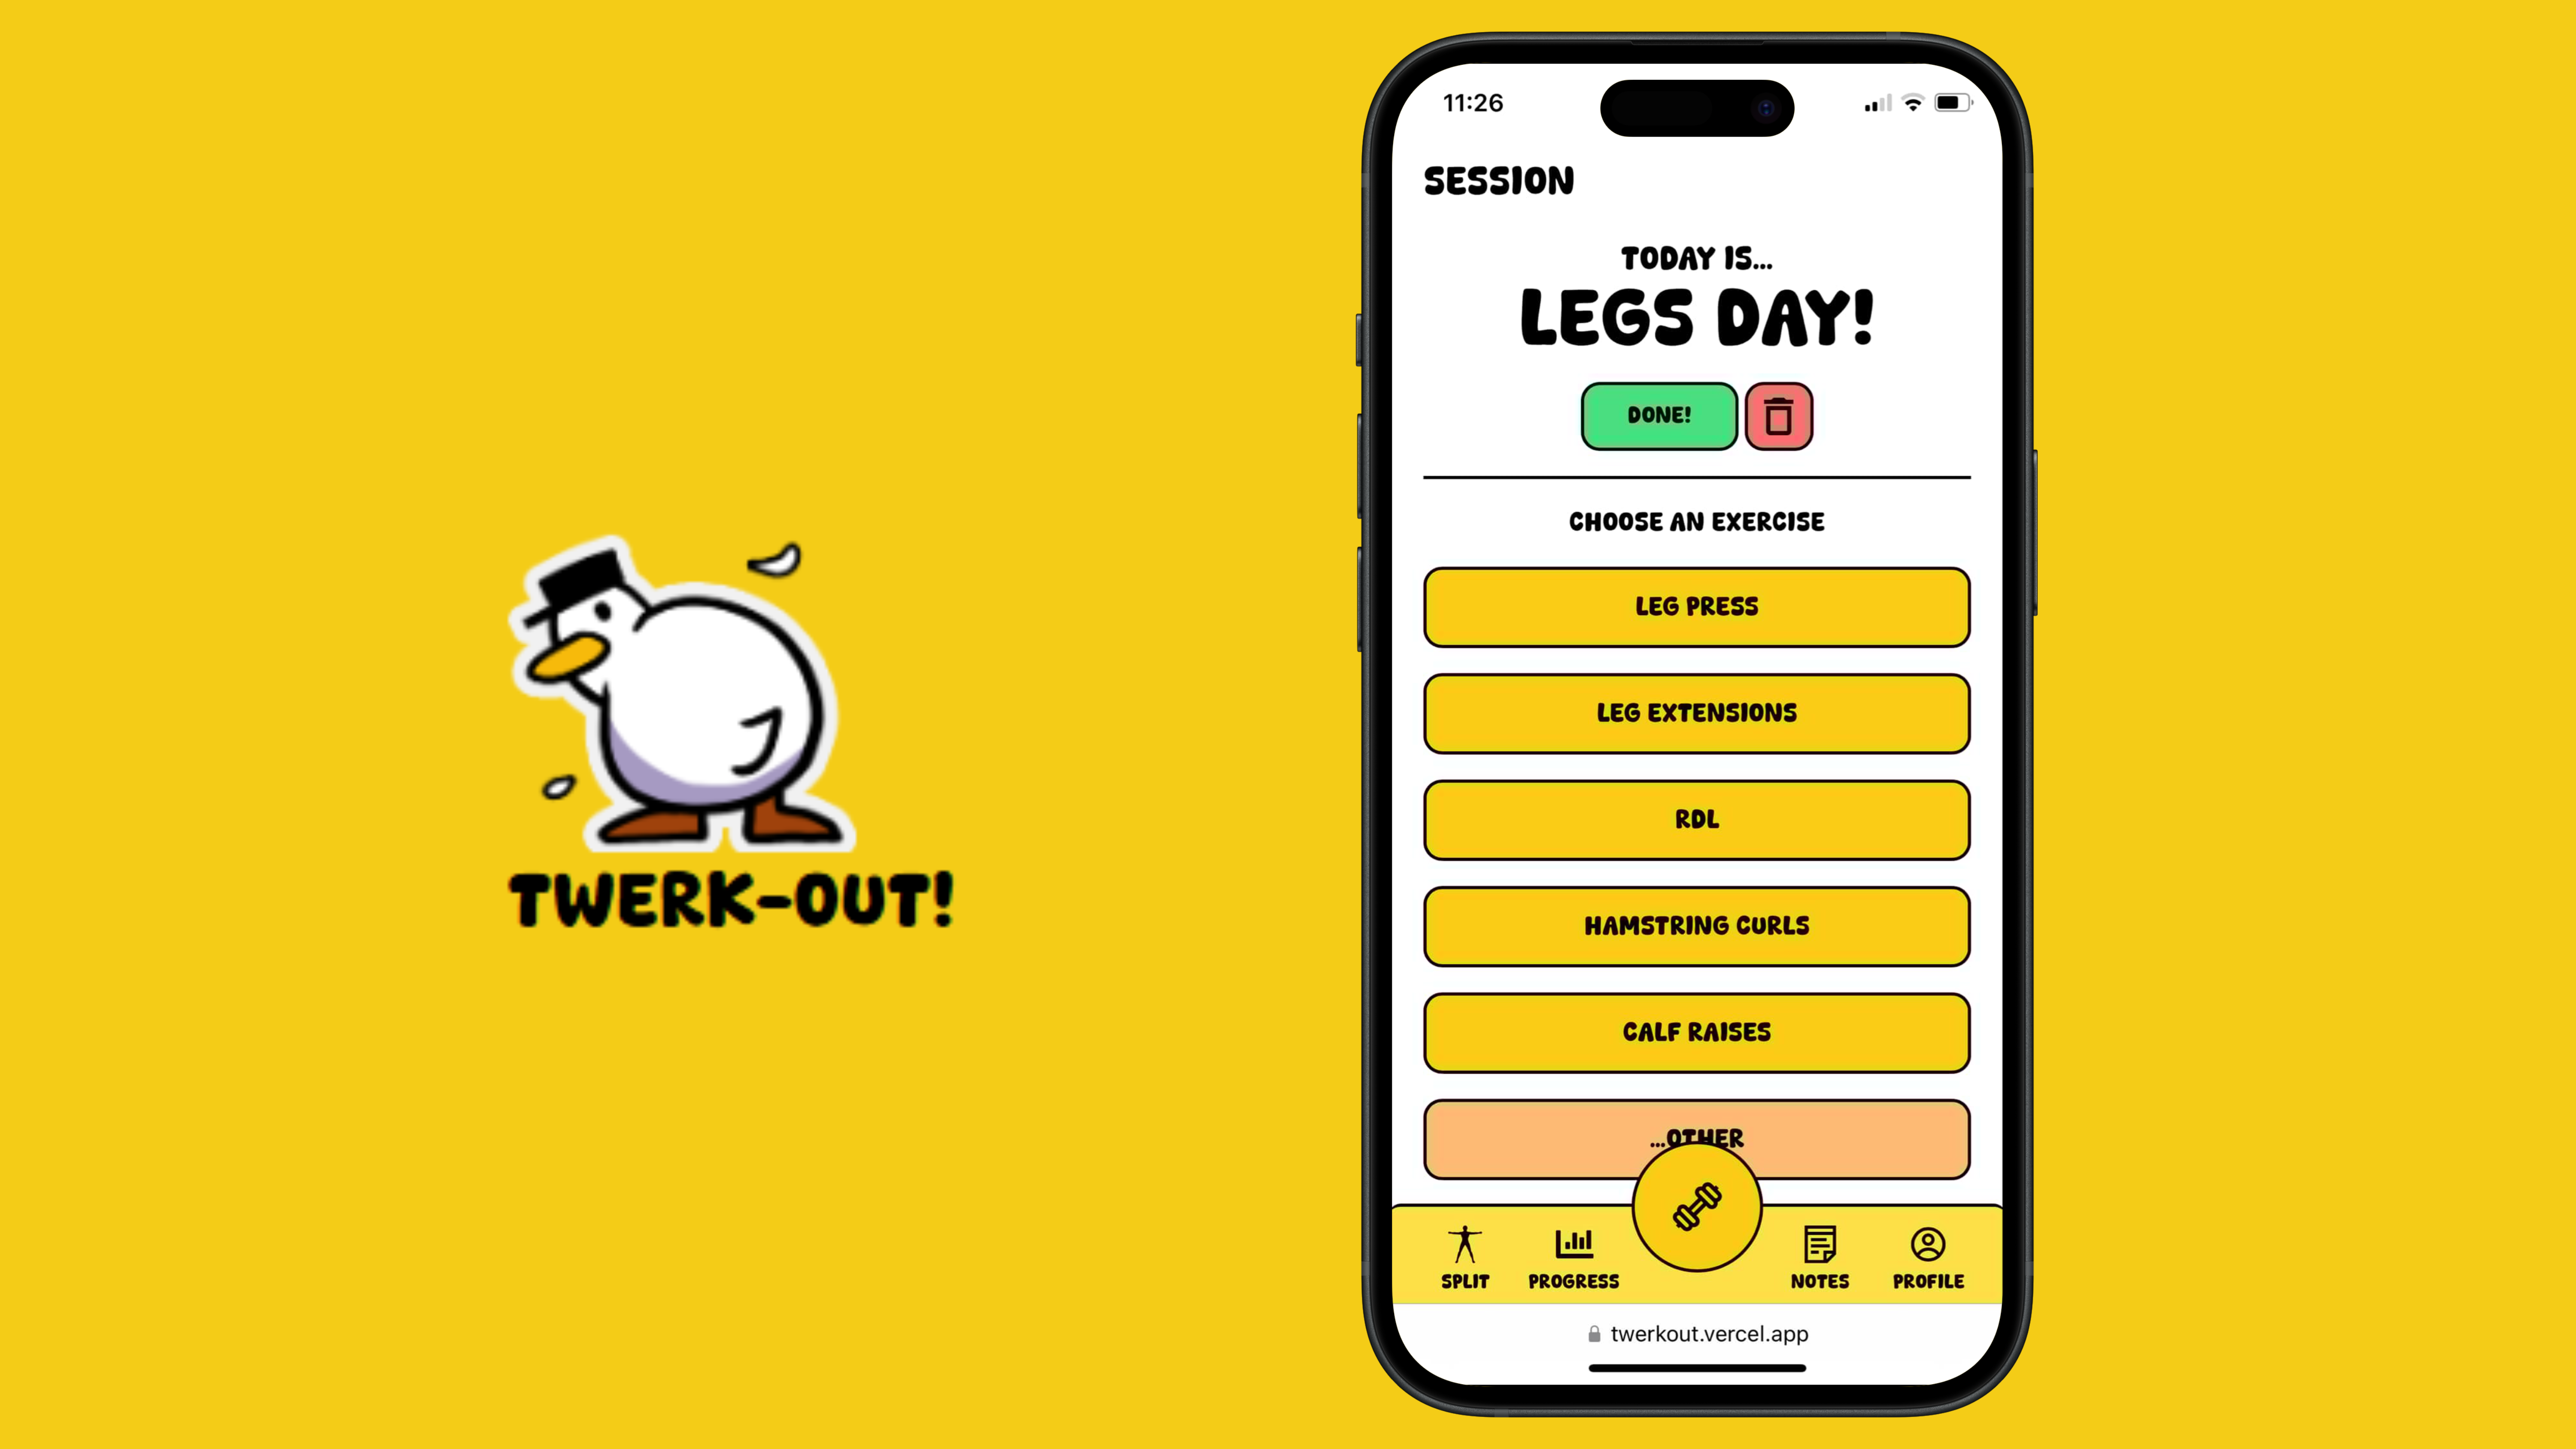 TWERK-OUT!
11:26
SESSION
TODAY IS...
LEGS DAY!
DONE!
CHOOSE AN EXERCISE
LEG PRESS
LEG EXTENSIONS
RDL
HAMSTRING CURLS
CALF RAISES
...OTHER
SPLIT
PROGRESS
NOTES
PROFILE
twerkout.vercel.app